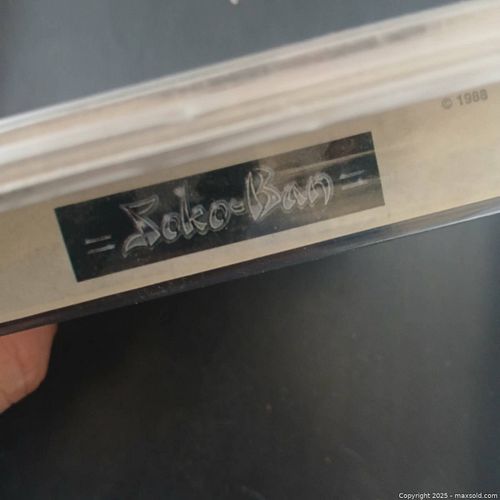 © 1988
= Soko-Ban =
Copyright 2025 - maxsold.com